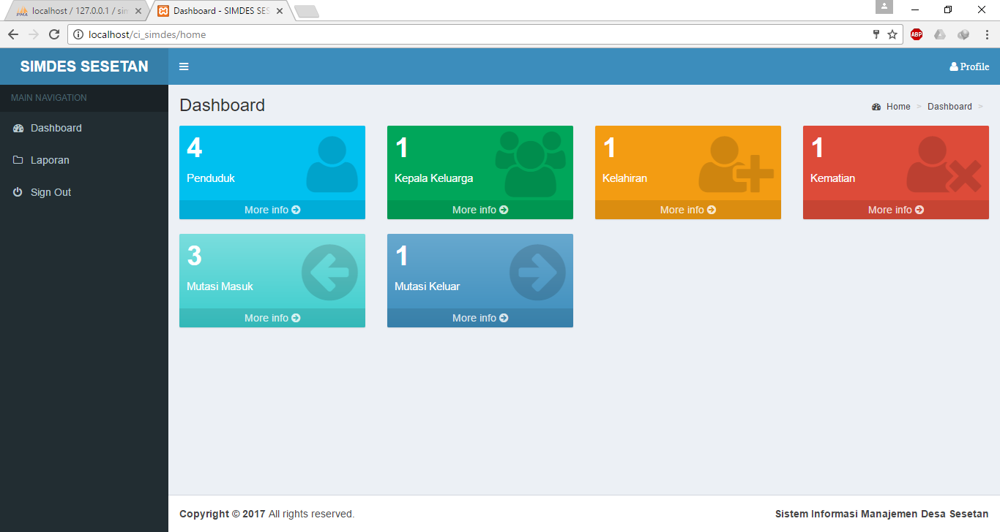 localhost / 127.0.0.1 / sim
Dashboard - SIMDES SES
localhost/ci_simdes/home
ABP
SIMDES SESETAN
Profile
MAIN NAVIGATION
Dashboard
Laporan
Sign Out
Dashboard
Home > Dashboard >
4
Penduduk
More info
1
Kepala Keluarga
More info
1
Kelahiran
More info
1
Kematian
More info
3
Mutasi Masuk
More info
1
Mutasi Keluar
More info
Copyright © 2017 All rights reserved.
Sistem Informasi Manajemen Desa Sesetan